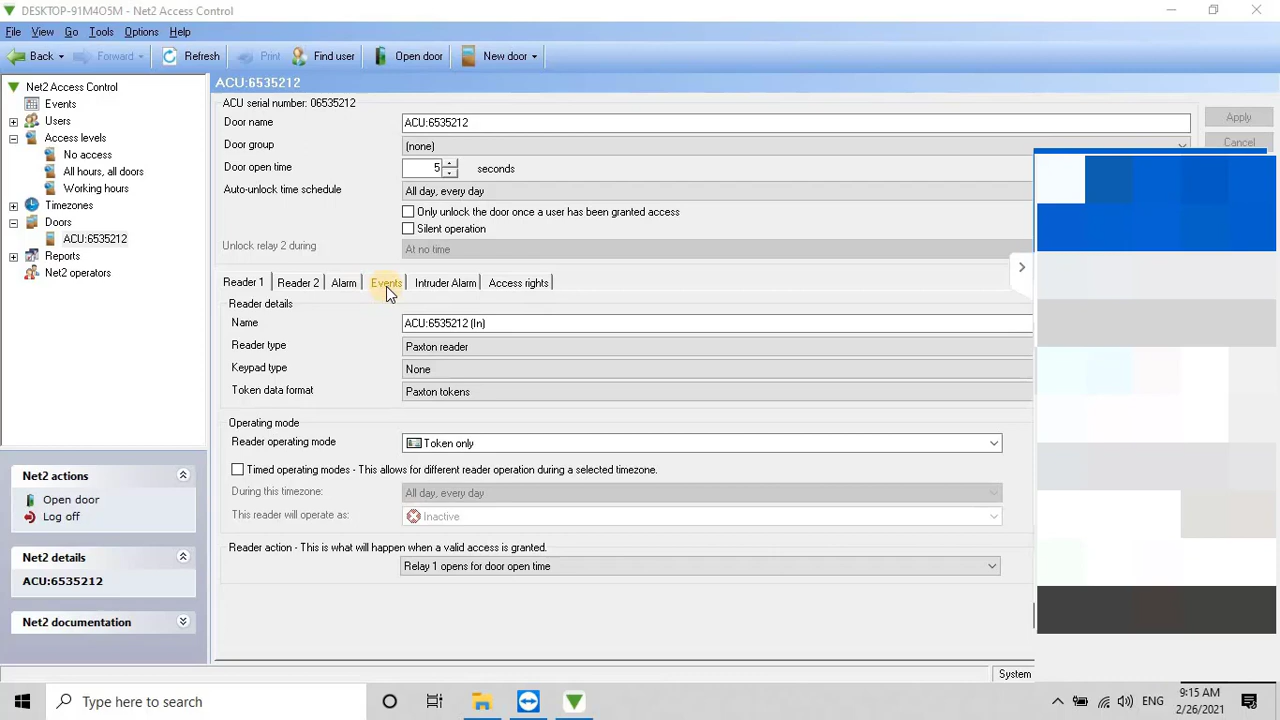 DESKTOP-91M4O5M - Net2 Access Control
File View Go Tools Options Help
Back Forward Refresh Print Find user Open door New door
Net2 Access Control
Events
Users
Access levels
No access
All hours, all doors
Working hours
Timezones
Doors
ACU:6535212
Reports
Net2 operators
Net2 actions
Open door
Log off
Net2 details
ACU:6535212
Net2 documentation
ACU:6535212
ACU serial number: 06535212
Door name ACU:6535212
Door group (none)
Door open time 5 seconds
Auto-unlock time schedule All day, every day
Only unlock the door once a user has been granted access
Silent operation
Unlock relay 2 during At no time
Apply
Cancel
Reader 1 Reader 2 Alarm Events Intruder Alarm Access rights
Reader details
Name ACU:6535212 (In)
Reader type Paxton reader
Keypad type None
Token data format Paxton tokens
Operating mode
Reader operating mode Token only
Timed operating modes - This allows for different reader operation during a selected timezone.
During this timezone: All day, every day
This reader will operate as: Inactive
Reader action - This is what will happen when a valid access is granted.
Relay 1 opens for door open time
System
Type here to search
ENG
9:15 AM
2/26/2021